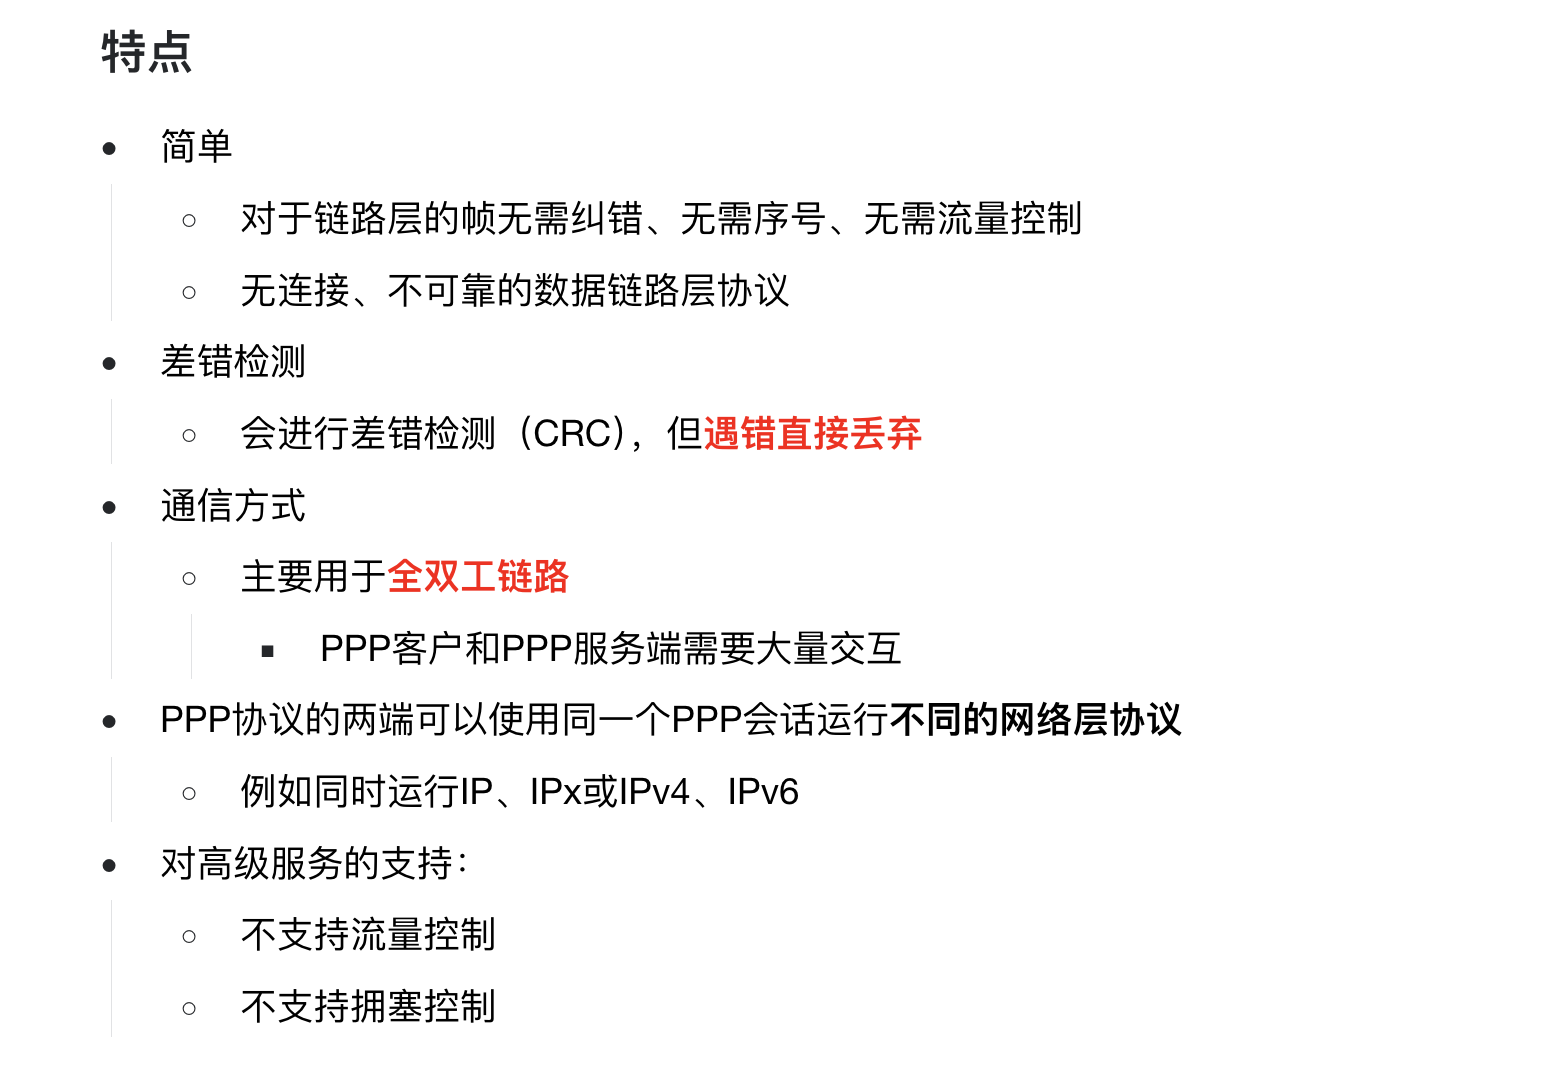 特点
简单
对于链路层的帧无需纠错、无需序号、无需流量控制
无连接、不可靠的数据链路层协议
差错检测
会进行差错检测（CRC），但遇错直接丢弃
通信方式
主要用于全双工链路
PPP客户和PPP服务端需要大量交互
PPP协议的两端可以使用同一个PPP会话运行不同的网络层协议
例如同时运行IP、IPx或IPv4、IPv6
对高级服务的支持：
不支持流量控制
不支持拥塞控制